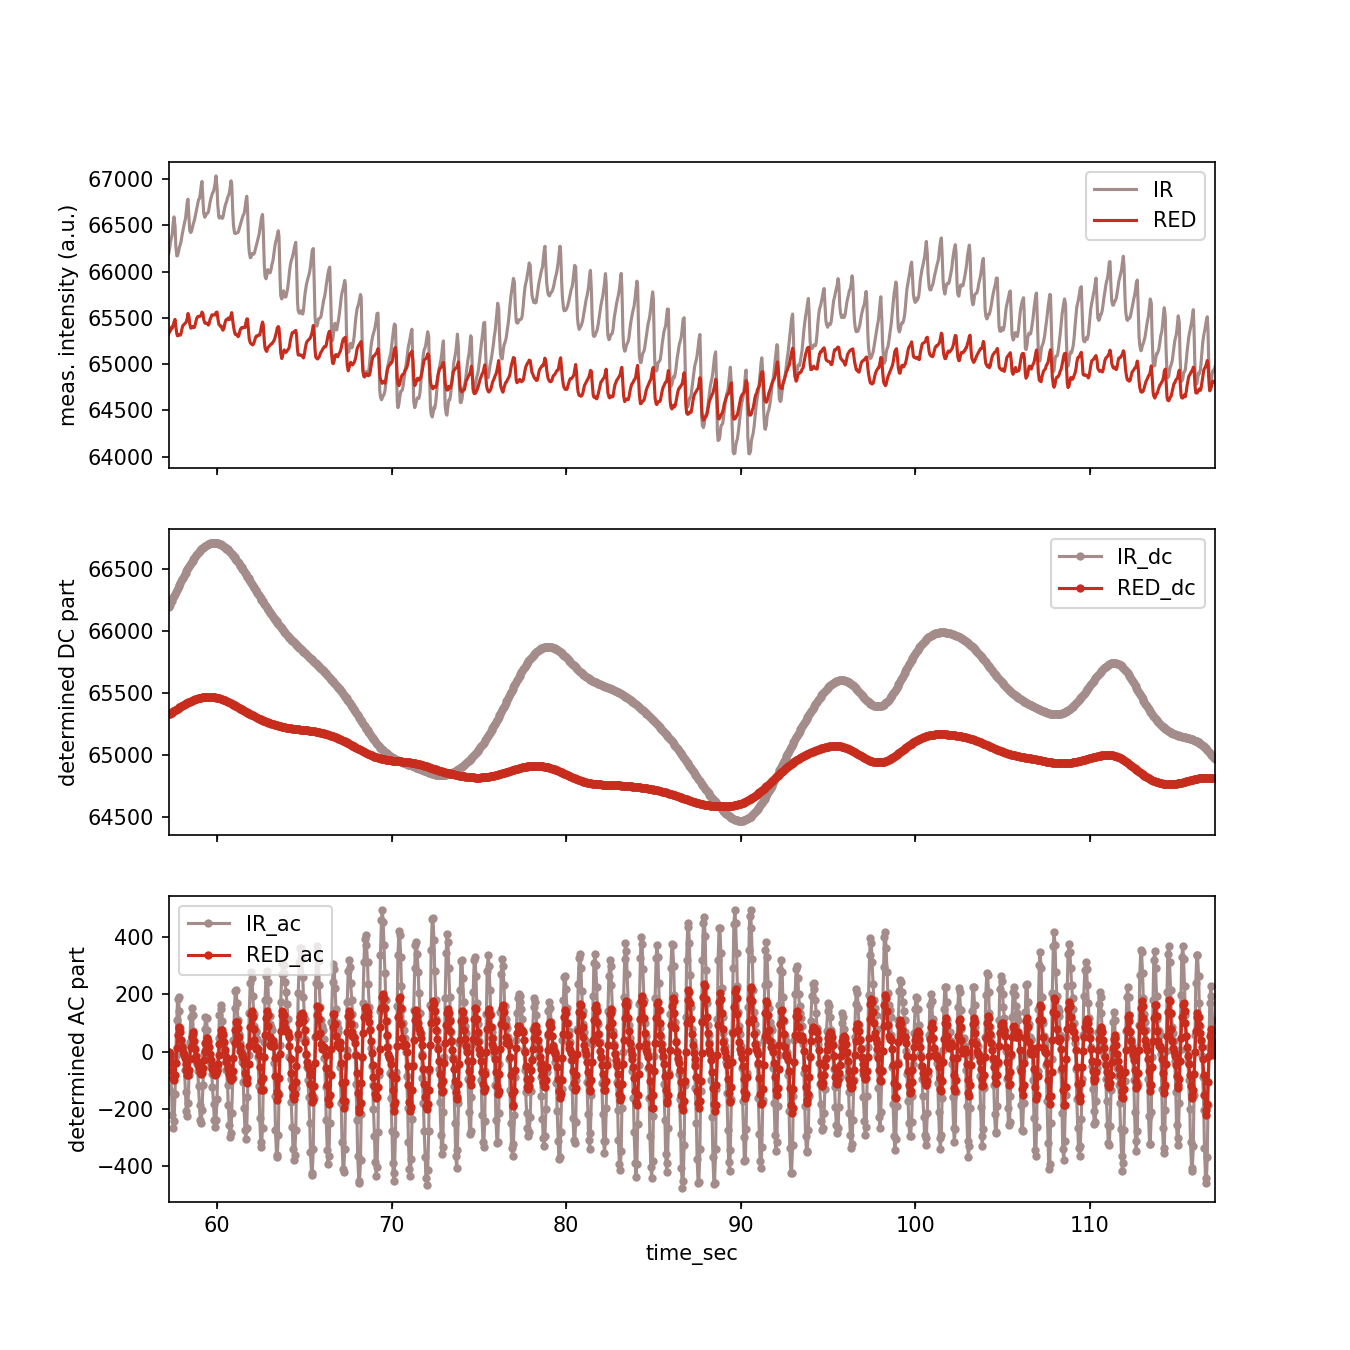 67000
66500
66000
65500
65000
64500
64000
meas. intensity (a.u.)
IR
RED
66500
66000
65500
65000
64500
determined DC part
IR_dc
RED_dc
400
200
0
−200
−400
determined AC part
IR_ac
RED_ac
60 70 80 90 100 110
time_sec